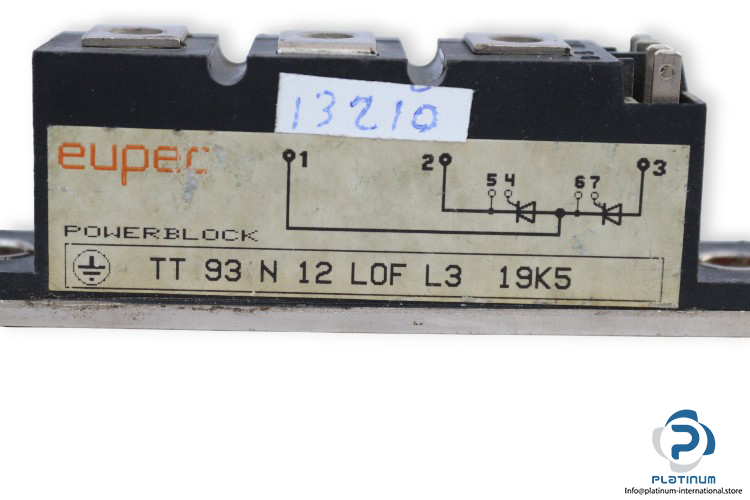 13210
eupec
1
2
3
5 4
6 7
POWERBLOCK
TT 93 N 12 LOF L3 19K5
PLATINUM
Info@platinum-international.store